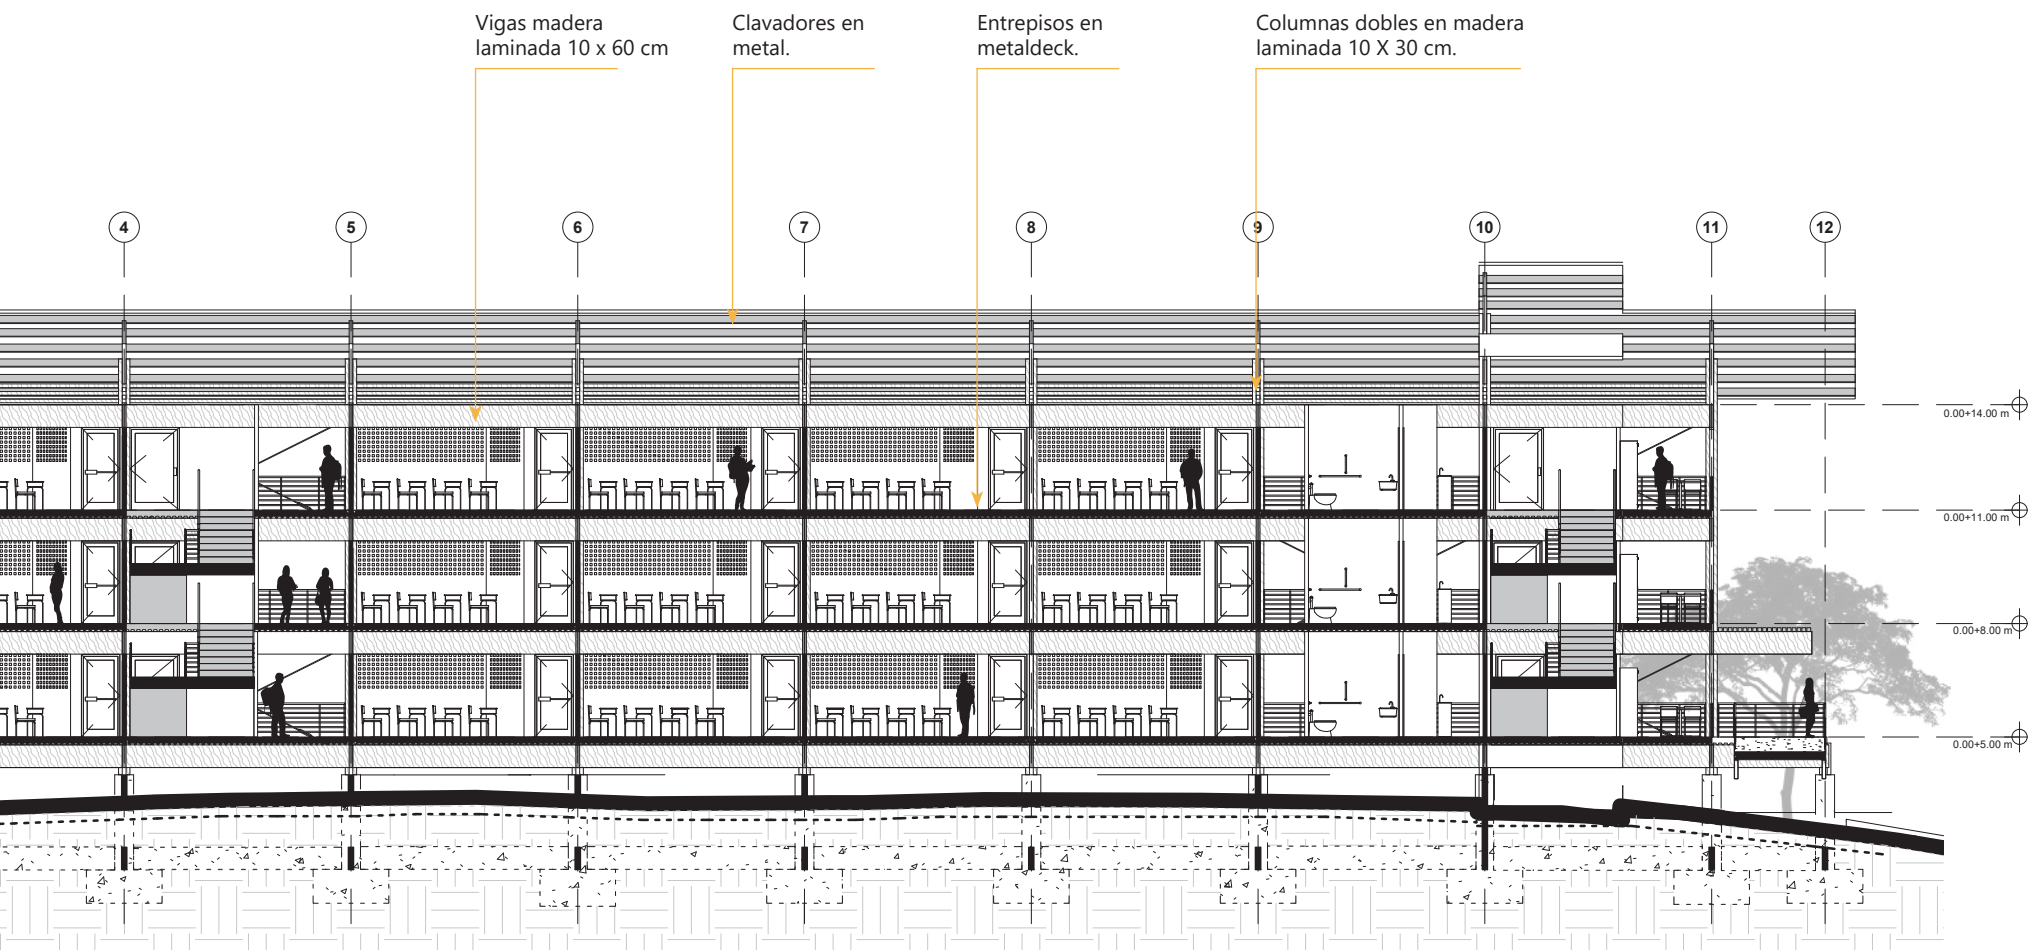 Vigas madera
laminada 10 x 60 cm
Clavadores en
metal.
Entrepisos en
metaldeck.
Columnas dobles en madera
laminada 10 X 30 cm.
4
5
6
7
8
9
10
11
12
0.00+14.00 m
0.00+11.00 m
0.00+8.00 m
0.00+5.00 m